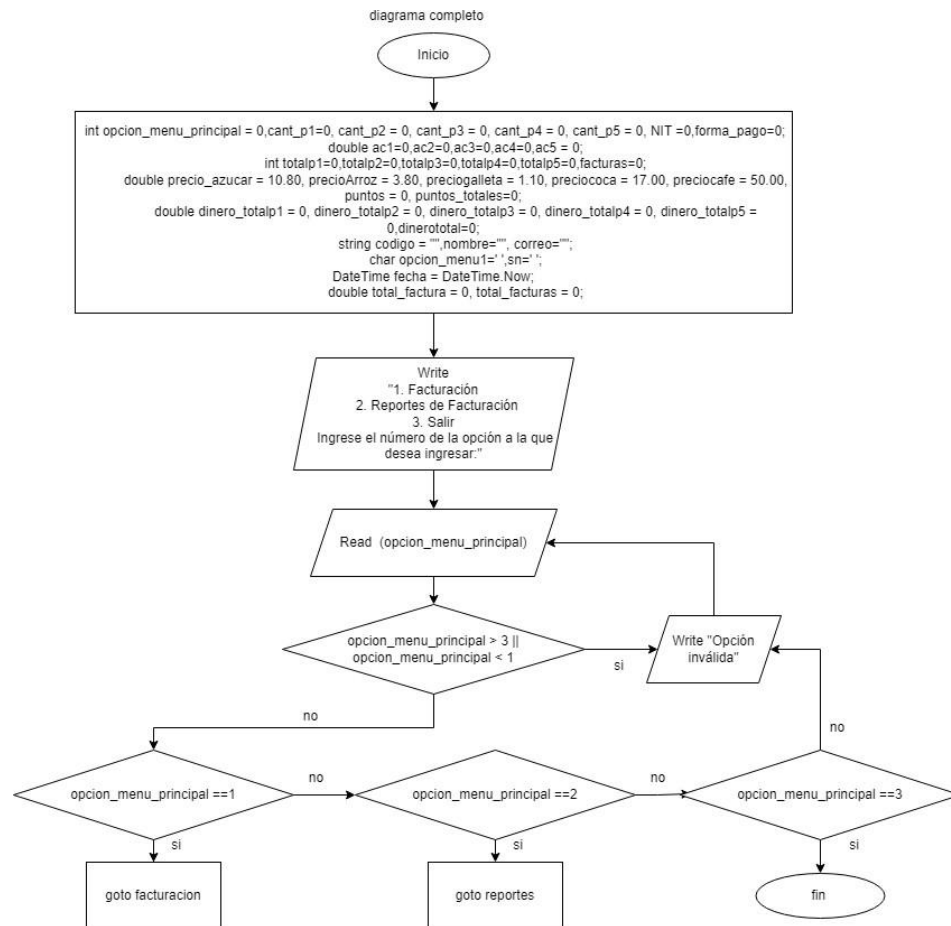 diagrama completo
Inicio
int opcion_menu_principal = 0,cant_p1=0, cant_p2 = 0, cant_p3 = 0, cant_p4 = 0, cant_p5 = 0, NIT =0,forma_pago=0;
double ac1=0,ac2=0,ac3=0,ac4=0,ac5 = 0;
int totalp1=0,totalp2=0,totalp3=0,totalp4=0,totalp5=0,facturas=0;
double precio_azucar = 10.80, precioArroz = 3.80, preciogalleta = 1.10, preciococa = 17.00, preciocafe = 50.00,
puntos = 0, puntos_totales=0;
double dinero_totalp1 = 0, dinero_totalp2 = 0, dinero_totalp3 = 0, dinero_totalp4 = 0, dinero_totalp5 =
0,dinerototal=0;
string codigo = "",nombre="", correo="";
char opcion_menu1=' ',sn=' ';
DateTime fecha = DateTime.Now;
double total_factura = 0, total_facturas = 0;
Write
"1. Facturación
2. Reportes de Facturación
3. Salir
Ingrese el número de la opción a la que
desea ingresar:"
Read (opcion_menu_principal)
opcion_menu_principal > 3 ||
opcion_menu_principal < 1
si
Write "Opción
inválida"
no
no
opcion_menu_principal ==1
no
opcion_menu_principal ==2
no
opcion_menu_principal ==3
si
si
si
goto facturacion
goto reportes
fin